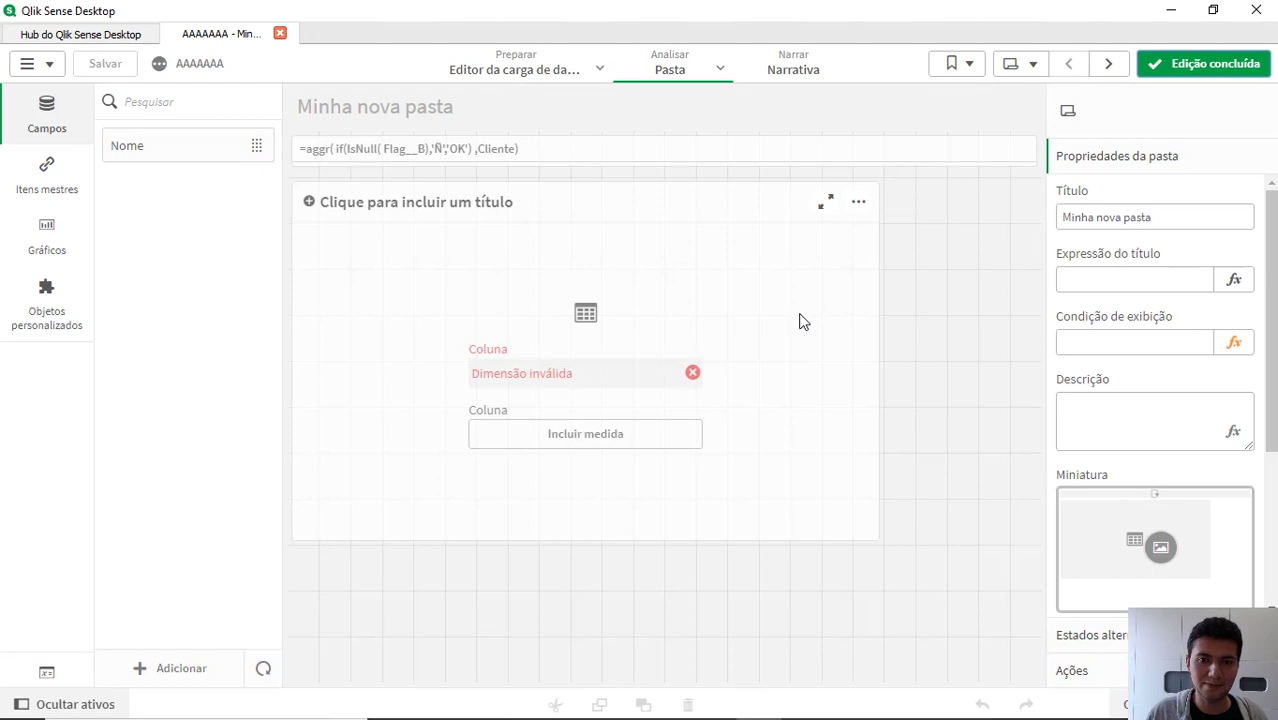 Qlik Sense Desktop
Hub do Qlik Sense Desktop
AAAAAAA - Min...
Salvar
AAAAAAA
Preparar
Editor da carga de da...
Analisar
Pasta
Narrar
Narrativa
Edição concluída
Campos
Itens mestres
Gráficos
Objetos
personalizados
Pesquisar
Nome
Adicionar
Ocultar ativos
Minha nova pasta
=aggr( if(IsNull( Flag__B),'Ñ','OK') ,Cliente)
Clique para incluir um título
Coluna
Dimensão inválida
Coluna
Incluir medida
Propriedades da pasta
Título
Minha nova pasta
Expressão do título
fx
Condição de exibição
fx
Descrição
fx
Miniatura
Estados alter
Ações